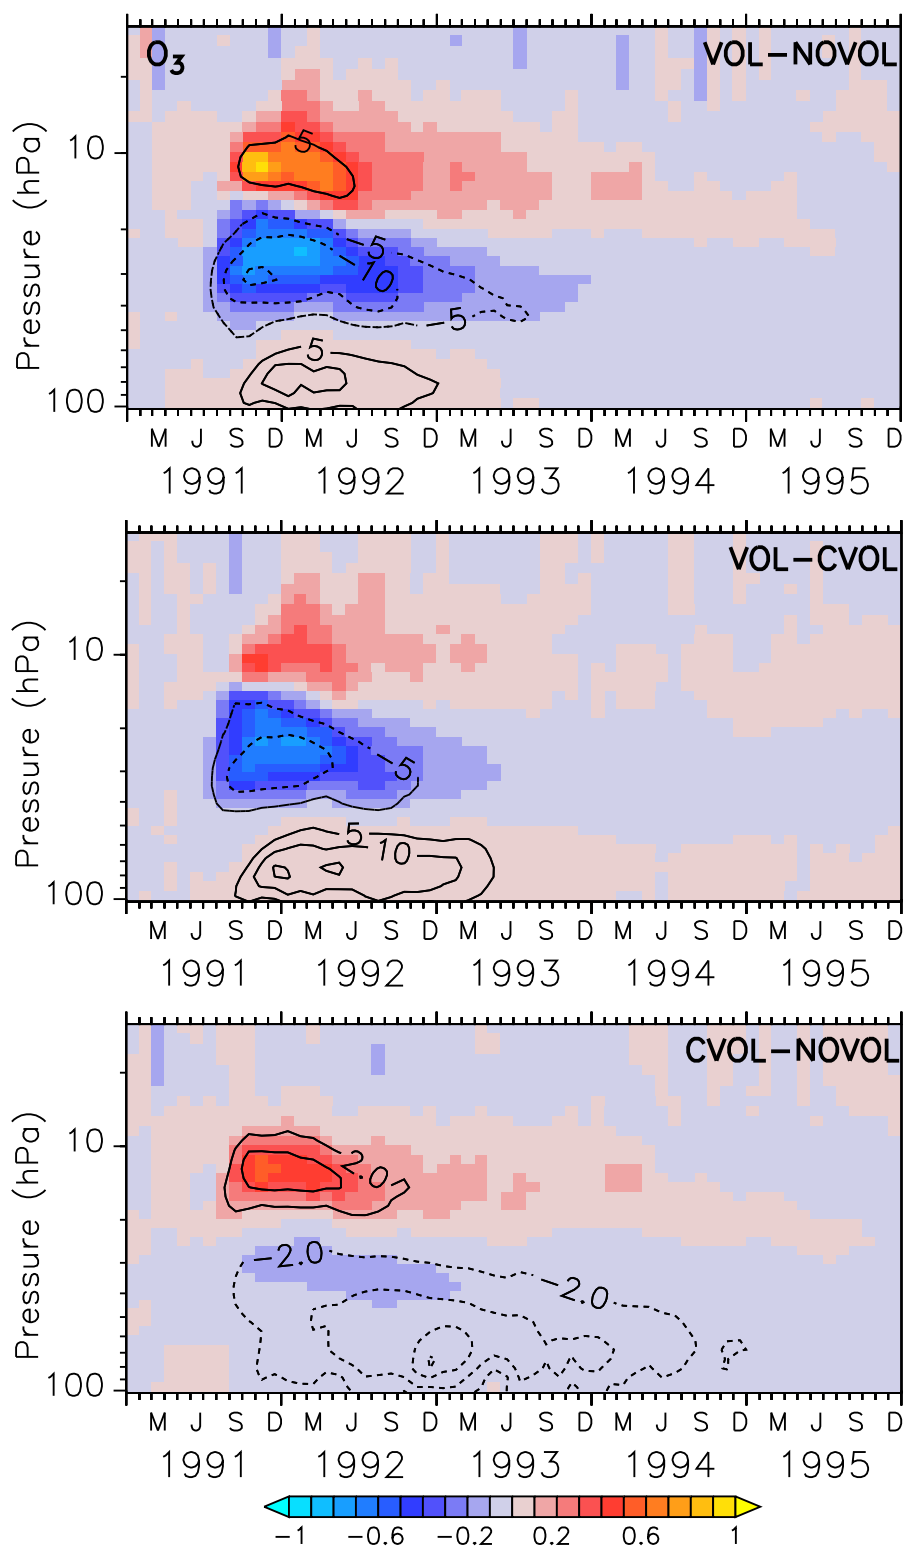 O₃ VOL−NOVOL
Pressure (hPa)
10
100
5
−5
−10
5
5
M J S D M J S D M J S D M J S D M J S D
1991 1992 1993 1994 1995
VOL−CVOL
Pressure (hPa)
10
100
−5
5
10
M J S D M J S D M J S D M J S D M J S D
1991 1992 1993 1994 1995
CVOL−NOVOL
Pressure (hPa)
10
100
2.0
−2.0
−2.0
M J S D M J S D M J S D M J S D M J S D
1991 1992 1993 1994 1995
−1 −0.6 −0.2 0.2 0.6 1